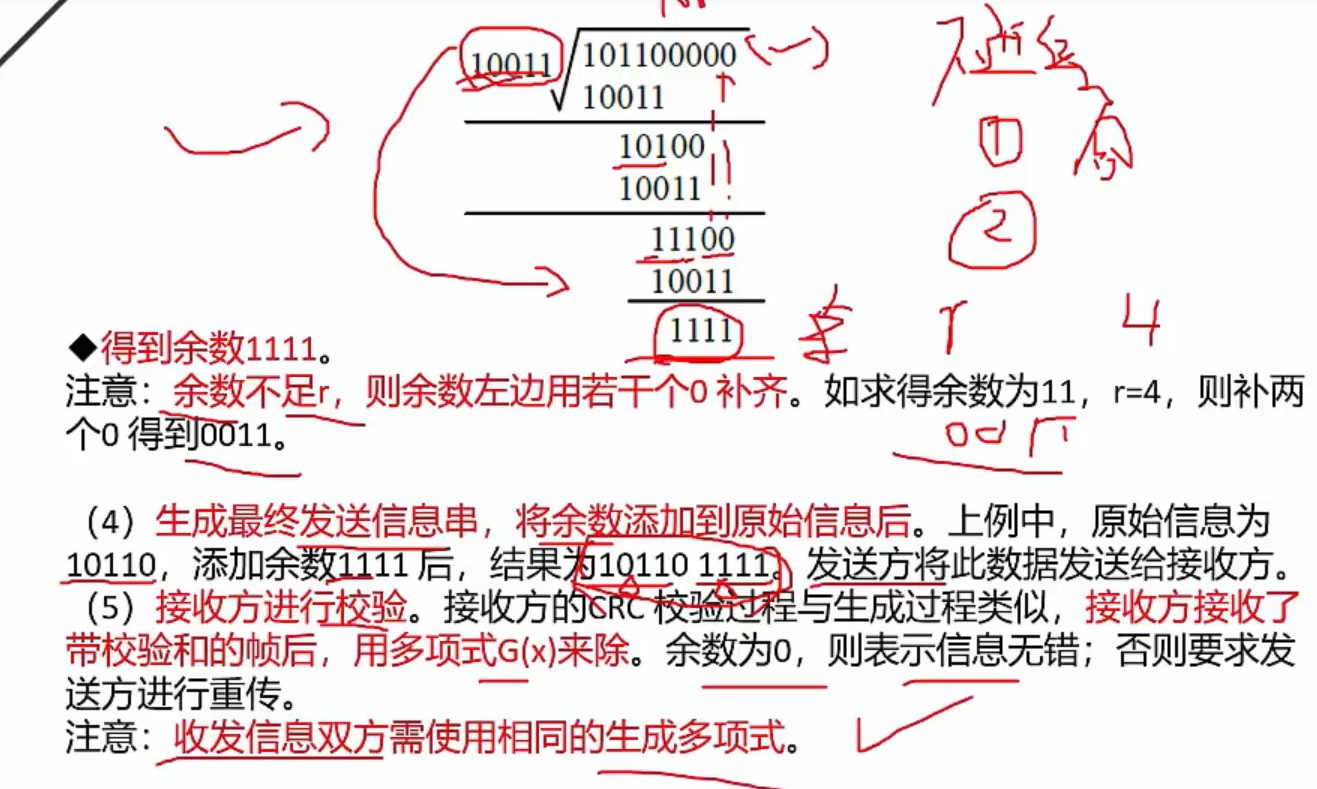 10011 101100000
10011
10100
10011
11100
10011
1111
r 4
① 
②
◆得到余数1111。
注意：余数不足r，则余数左边用若干个0 补齐。如求得余数为11，r=4，则补两
个0 得到0011。
（4）生成最终发送信息串，将余数添加到原始信息后。上例中，原始信息为
10110，添加余数1111 后，结果为10110 1111。发送方将此数据发送给接收方。
（5）接收方进行校验。接收方的CRC 校验过程与生成过程类似，接收方接收了
带校验和的帧后，用多项式G(x)来除。余数为0，则表示信息无错；否则要求发
送方进行重传。
注意：收发信息双方需使用相同的生成多项式。